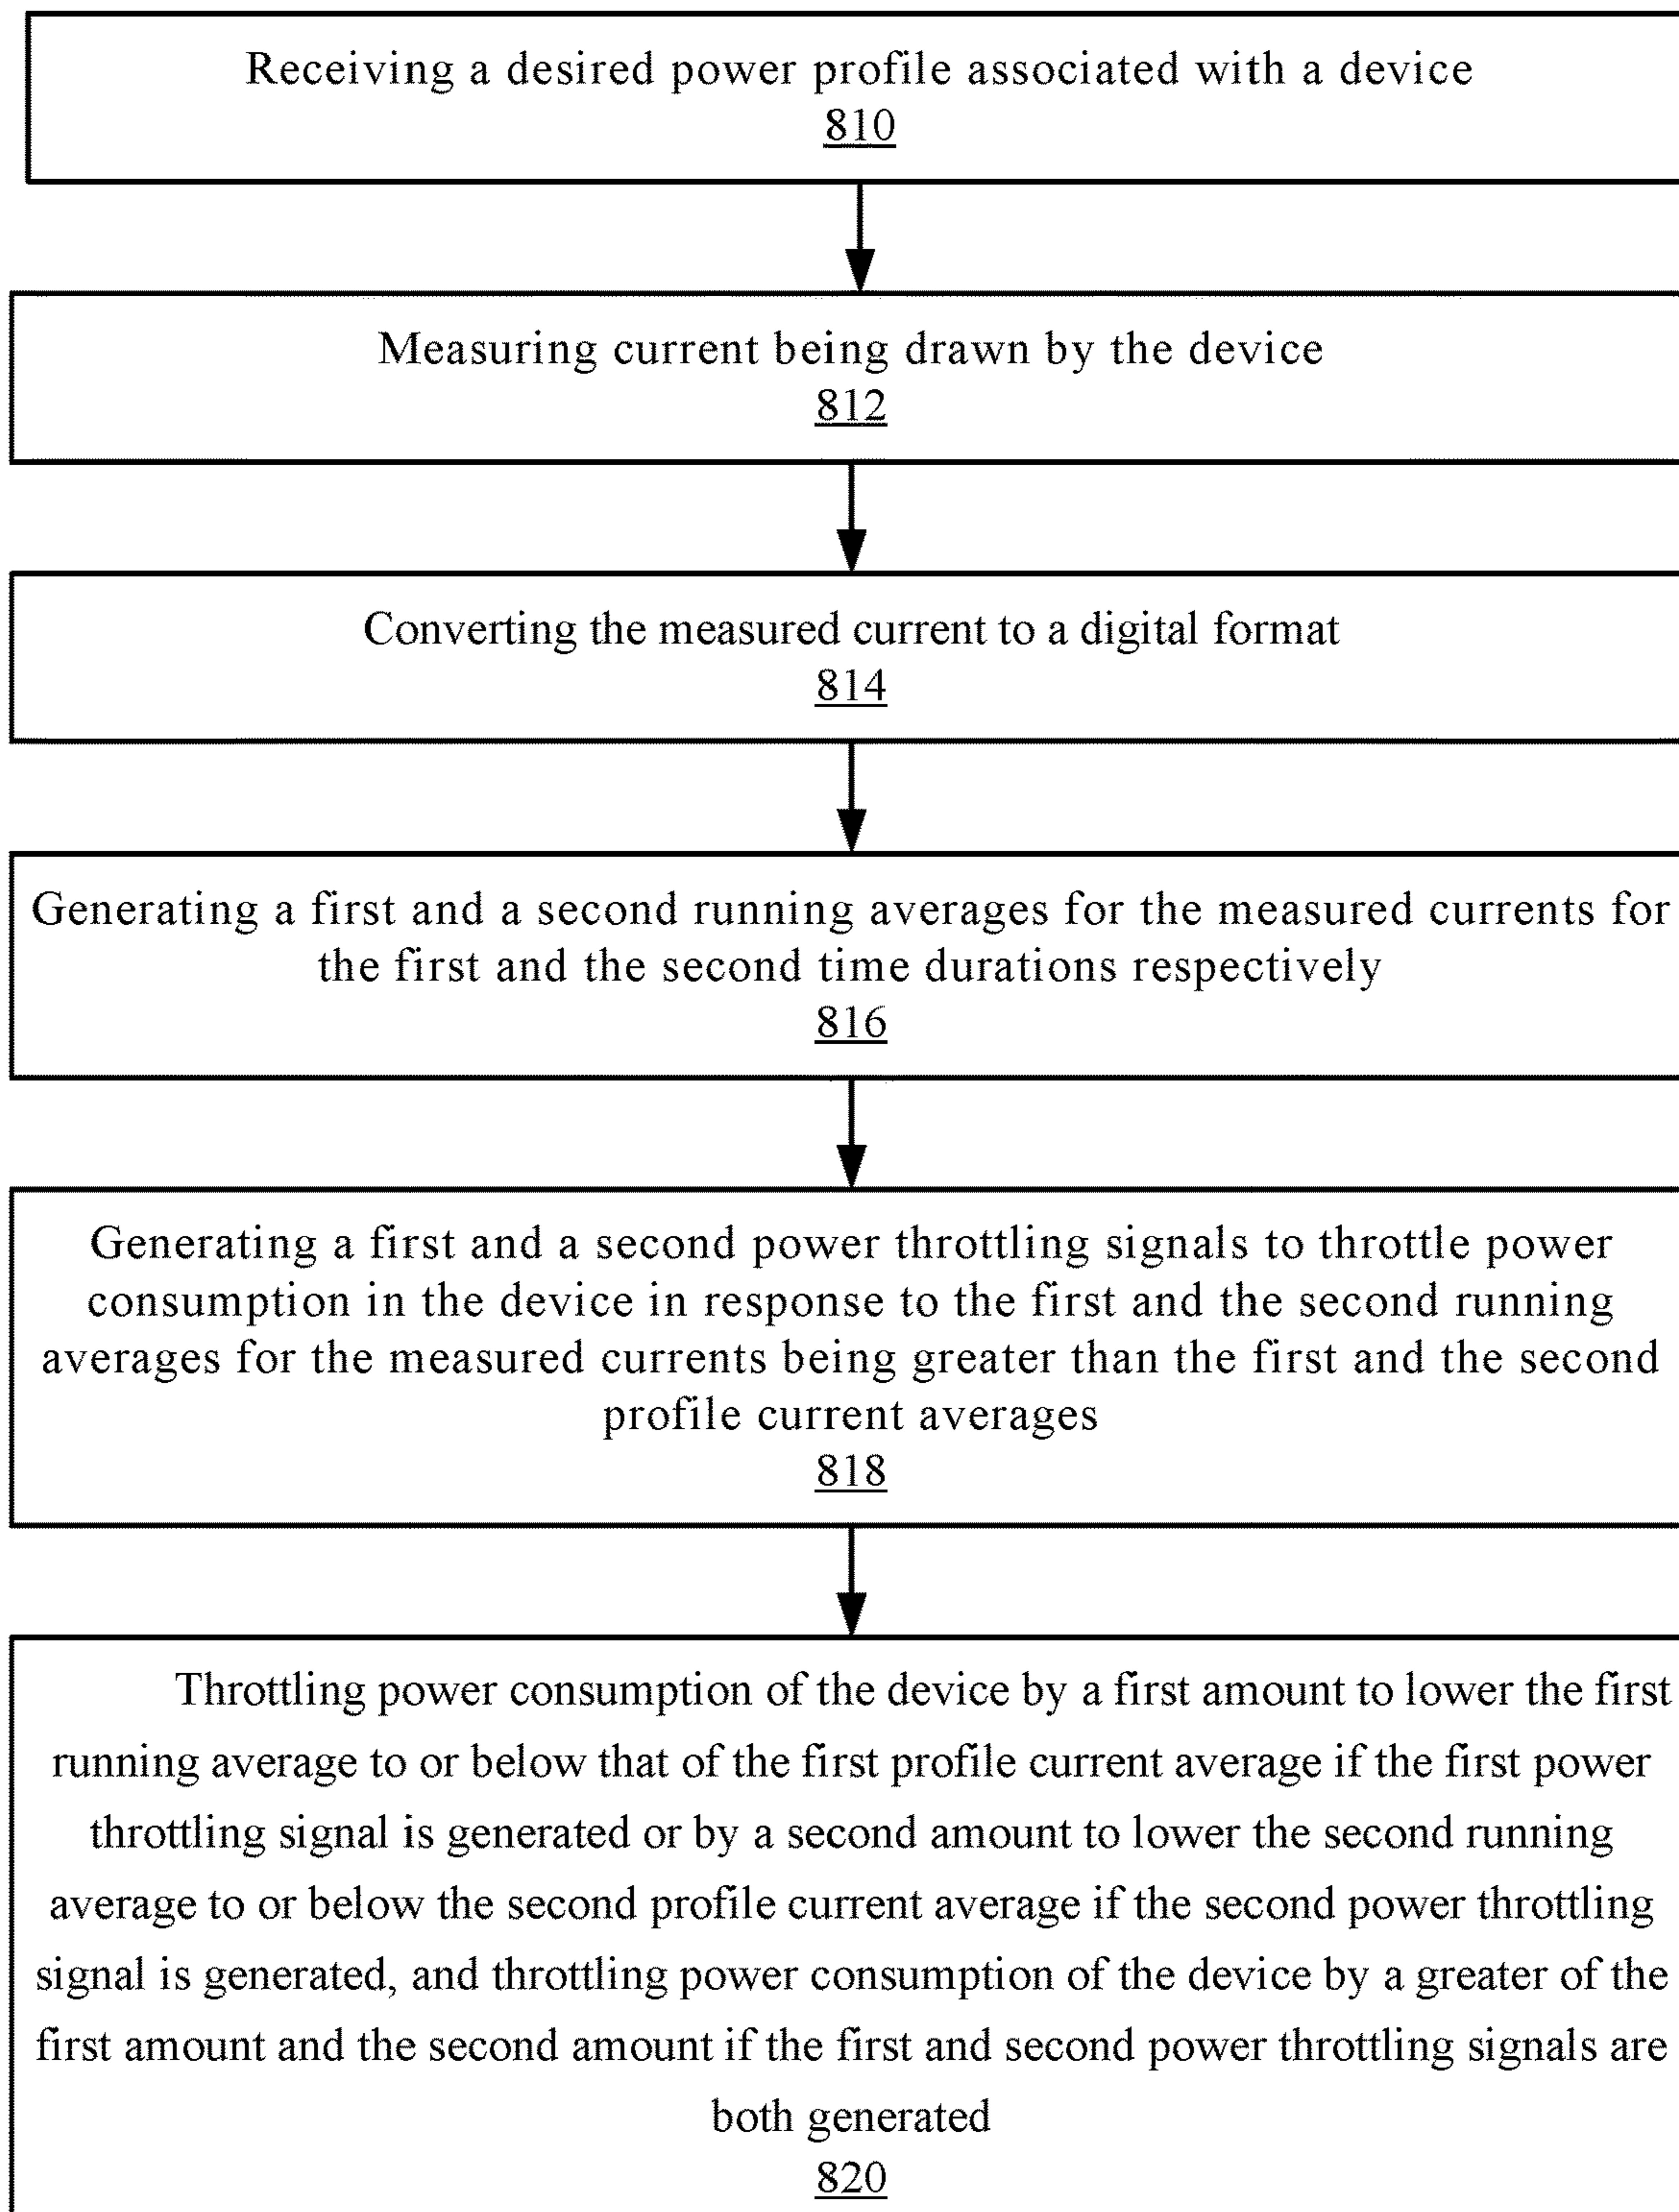 Receiving a desired power profile associated with a device
810
Measuring current being drawn by the device
812
Converting the measured current to a digital format
814
Generating a first and a second running averages for the measured currents for
the first and the second time durations respectively
816
Generating a first and a second power throttling signals to throttle power
consumption in the device in response to the first and the second running
averages for the measured currents being greater than the first and the second
profile current averages
818
Throttling power consumption of the device by a first amount to lower the first
running average to or below that of the first profile current average if the first power
throttling signal is generated or by a second amount to lower the second running
average to or below the second profile current average if the second power throttling
signal is generated, and throttling power consumption of the device by a greater of the
first amount and the second amount if the first and second power throttling signals are
both generated
820